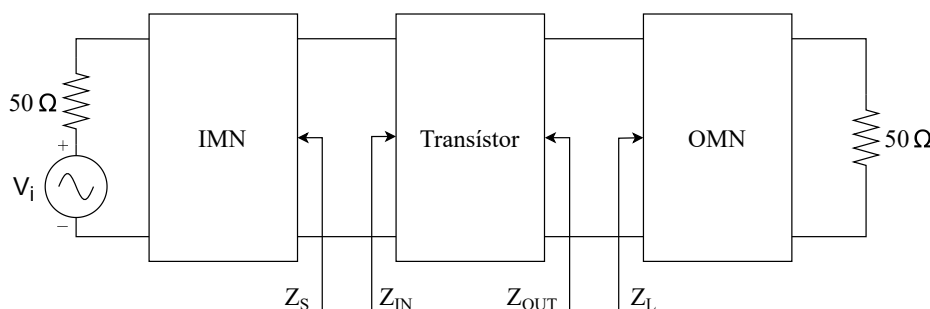 50 Ω
+
V_i
−
IMN
Transístor
OMN
50 Ω
Z_S
Z_IN
Z_OUT
Z_L